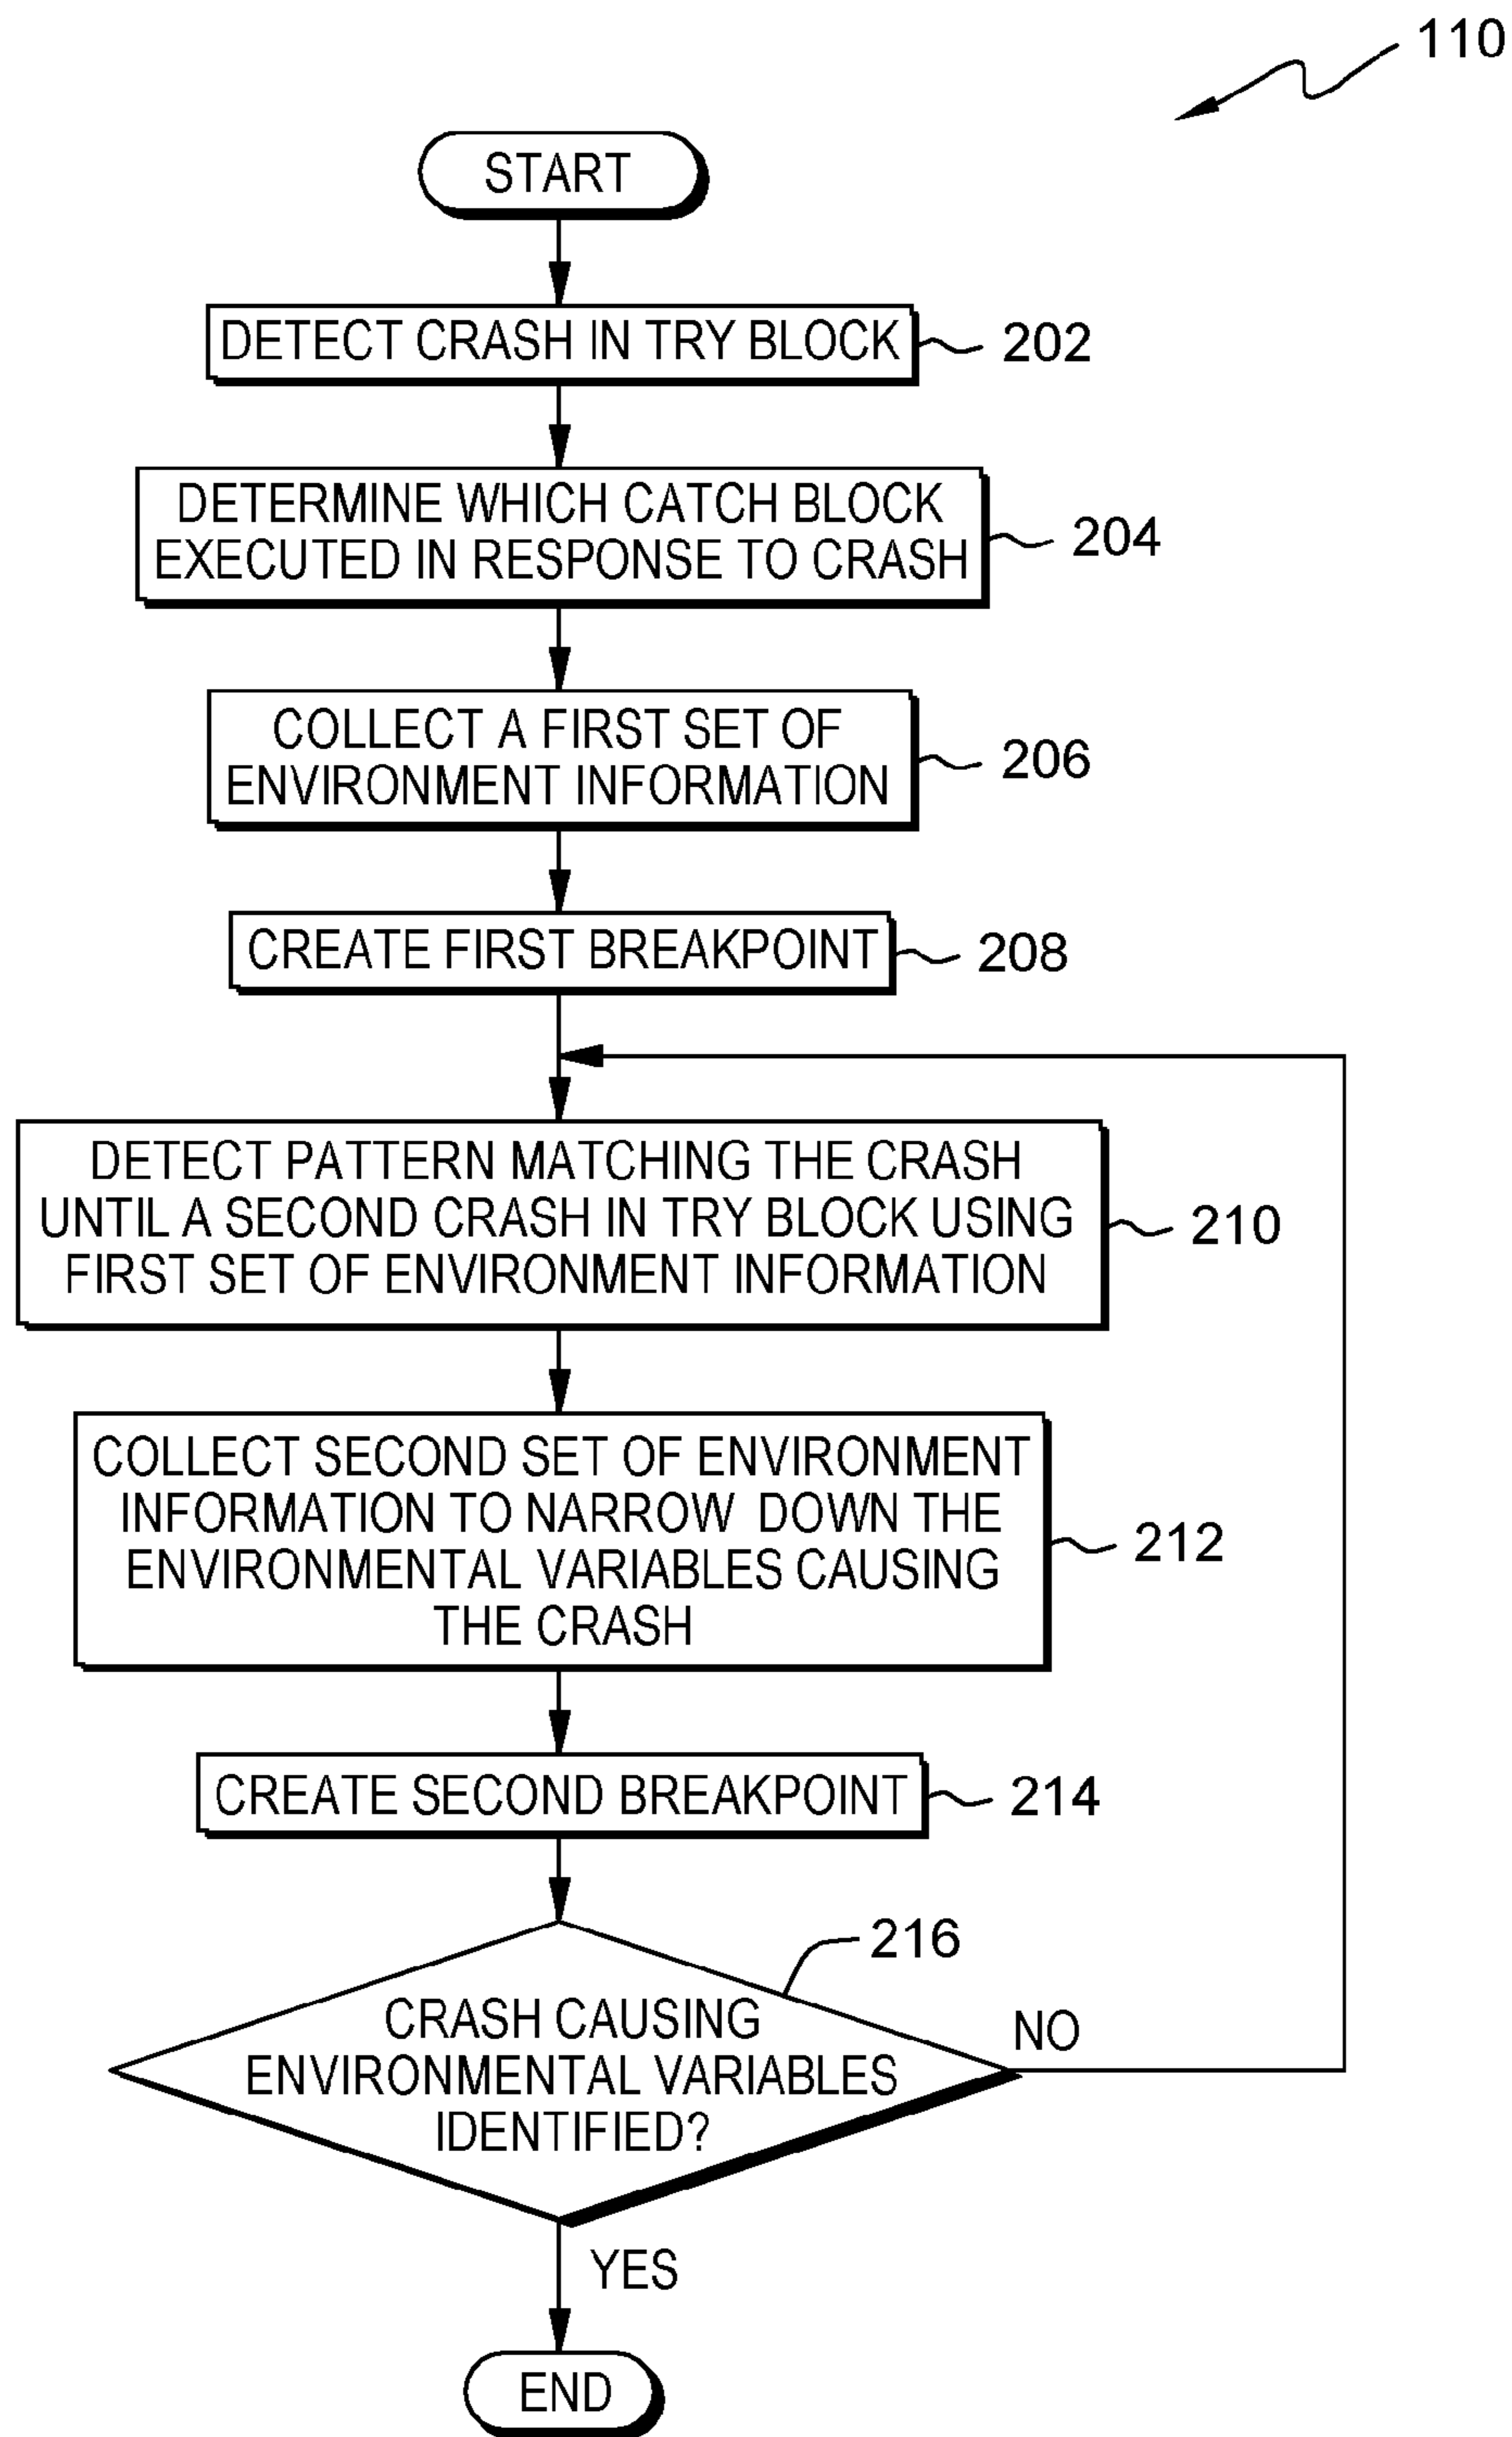 110
START
DETECT CRASH IN TRY BLOCK
202
DETERMINE WHICH CATCH BLOCK
EXECUTED IN RESPONSE TO CRASH
204
COLLECT A FIRST SET OF
ENVIRONMENT INFORMATION
206
CREATE FIRST BREAKPOINT
208
DETECT PATTERN MATCHING THE CRASH
UNTIL A SECOND CRASH IN TRY BLOCK USING
FIRST SET OF ENVIRONMENT INFORMATION
210
COLLECT SECOND SET OF ENVIRONMENT
INFORMATION TO NARROW DOWN THE
ENVIRONMENTAL VARIABLES CAUSING
THE CRASH
212
CREATE SECOND BREAKPOINT
214
216
CRASH CAUSING
ENVIRONMENTAL VARIABLES
IDENTIFIED?
NO
YES
END